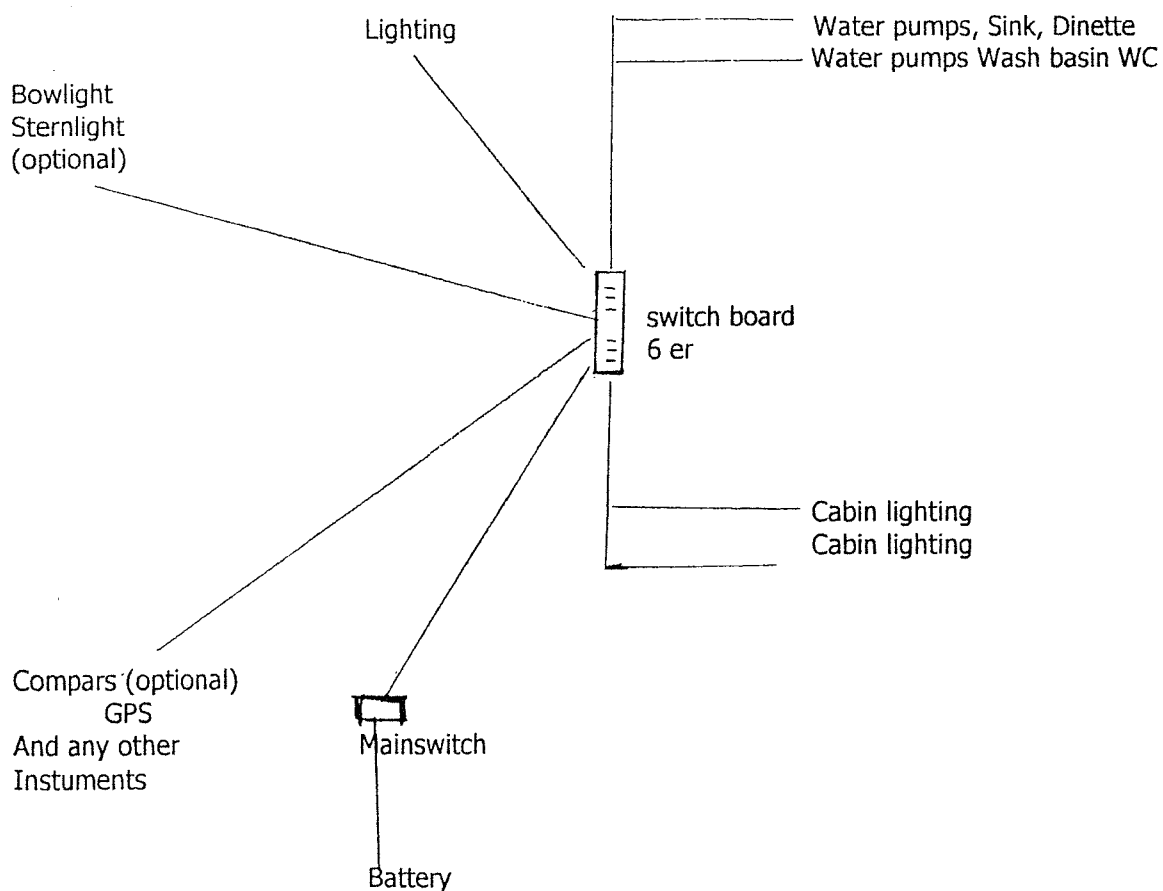 Lighting
Water pumps, Sink, Dinette
Water pumps Wash basin WC
Bowlight
Sternlight
(optional)
switch board
6 er
Cabin lighting
Cabin lighting
Compars (optional)
GPS
And any other
Instuments
Mainswitch
Battery